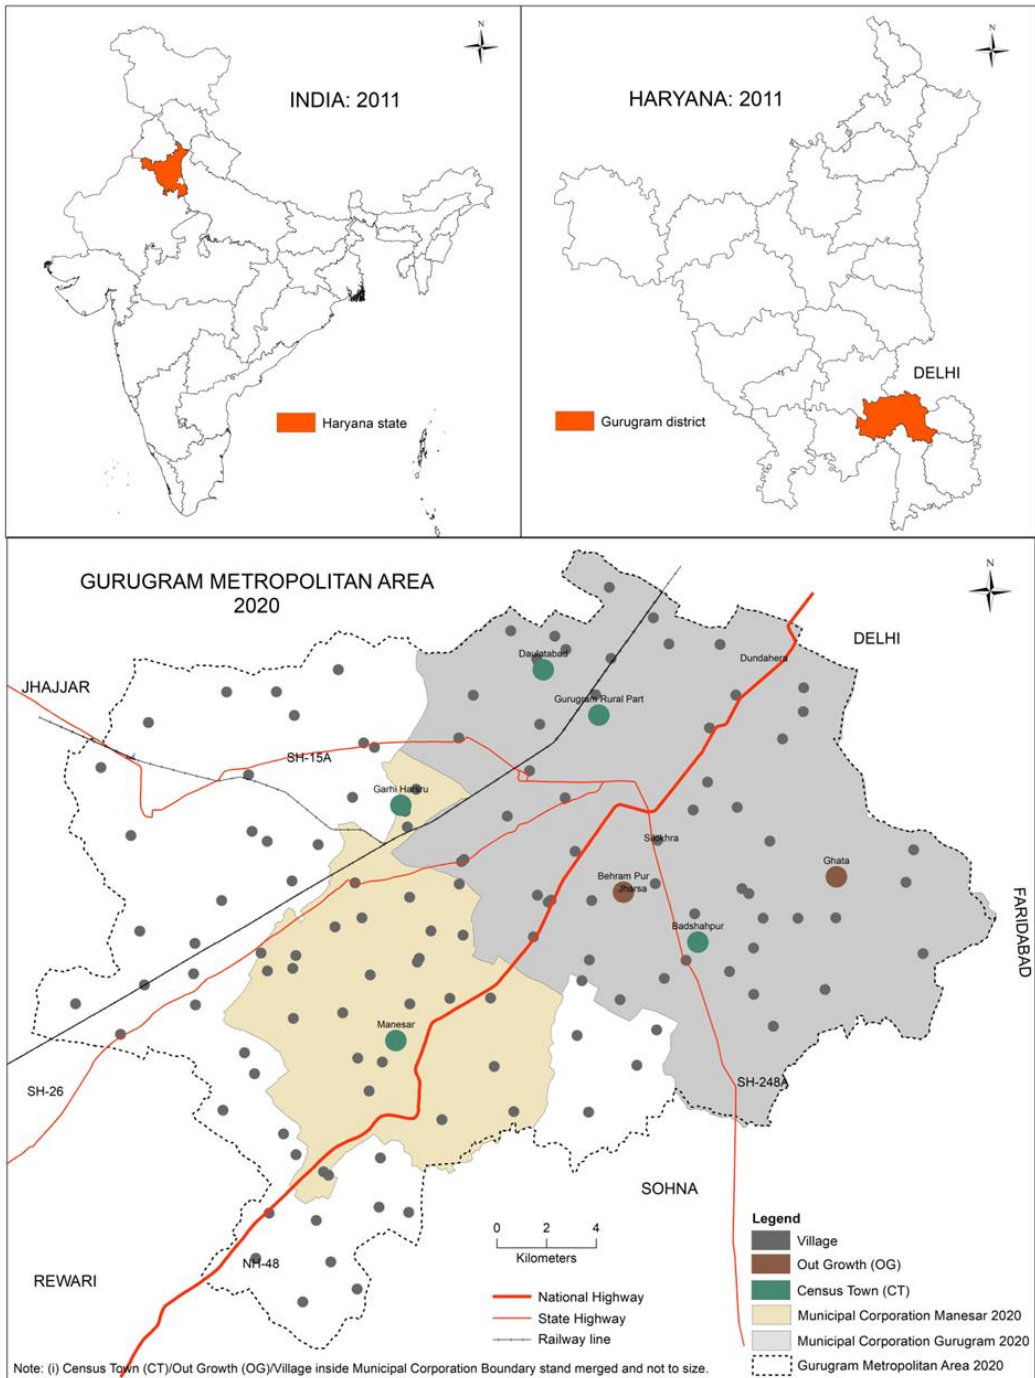 INDIA: 2011
Haryana state
HARYANA: 2011
DELHI
Gurugram district
GURUGRAM METROPOLITAN AREA
2020
DELHI
JHAJJAR
Daulatabad
Dundahera
Gurugram Rural Part
SH-15A
Garhi Harsru
Silokhra
Behram Pur
Jharsa
Ghata
FARIDABAD
Badshahpur
Manesar
SH-26
SH-248A
SOHNA
NH-48
REWARI
0 2 4
Kilometers
National Highway
State Highway
Railway line
Legend
Village
Out Growth (OG)
Census Town (CT)
Municipal Corporation Manesar 2020
Municipal Corporation Gurugram 2020
Gurugram Metropolitan Area 2020
Note: (i) Census Town (CT)/Out Growth (OG)/Village inside Municipal Corporation Boundary stand merged and not to size.